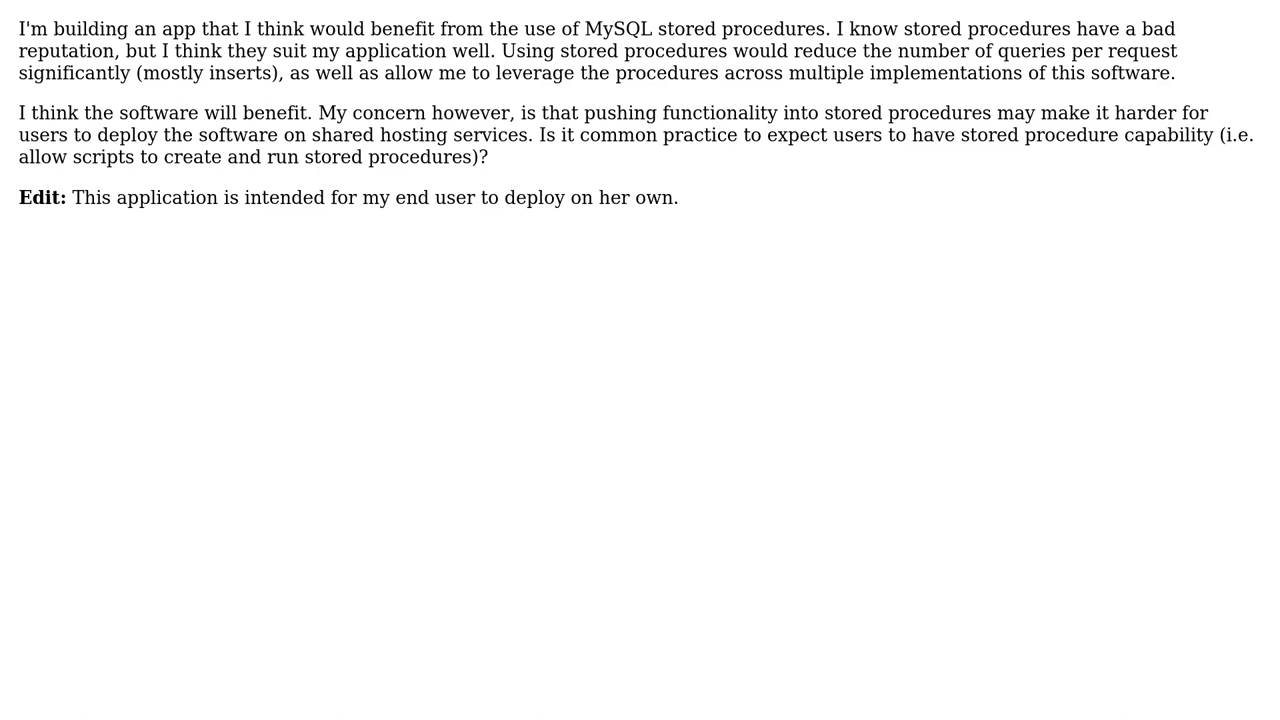 I'm building an app that I think would benefit from the use of MySQL stored procedures. I know stored procedures have a bad
reputation, but I think they suit my application well. Using stored procedures would reduce the number of queries per request
significantly (mostly inserts), as well as allow me to leverage the procedures across multiple implementations of this software.
I think the software will benefit. My concern however, is that pushing functionality into stored procedures may make it harder for
users to deploy the software on shared hosting services. Is it common practice to expect users to have stored procedure capability (i.e.
allow scripts to create and run stored procedures)?
Edit: This application is intended for my end user to deploy on her own.